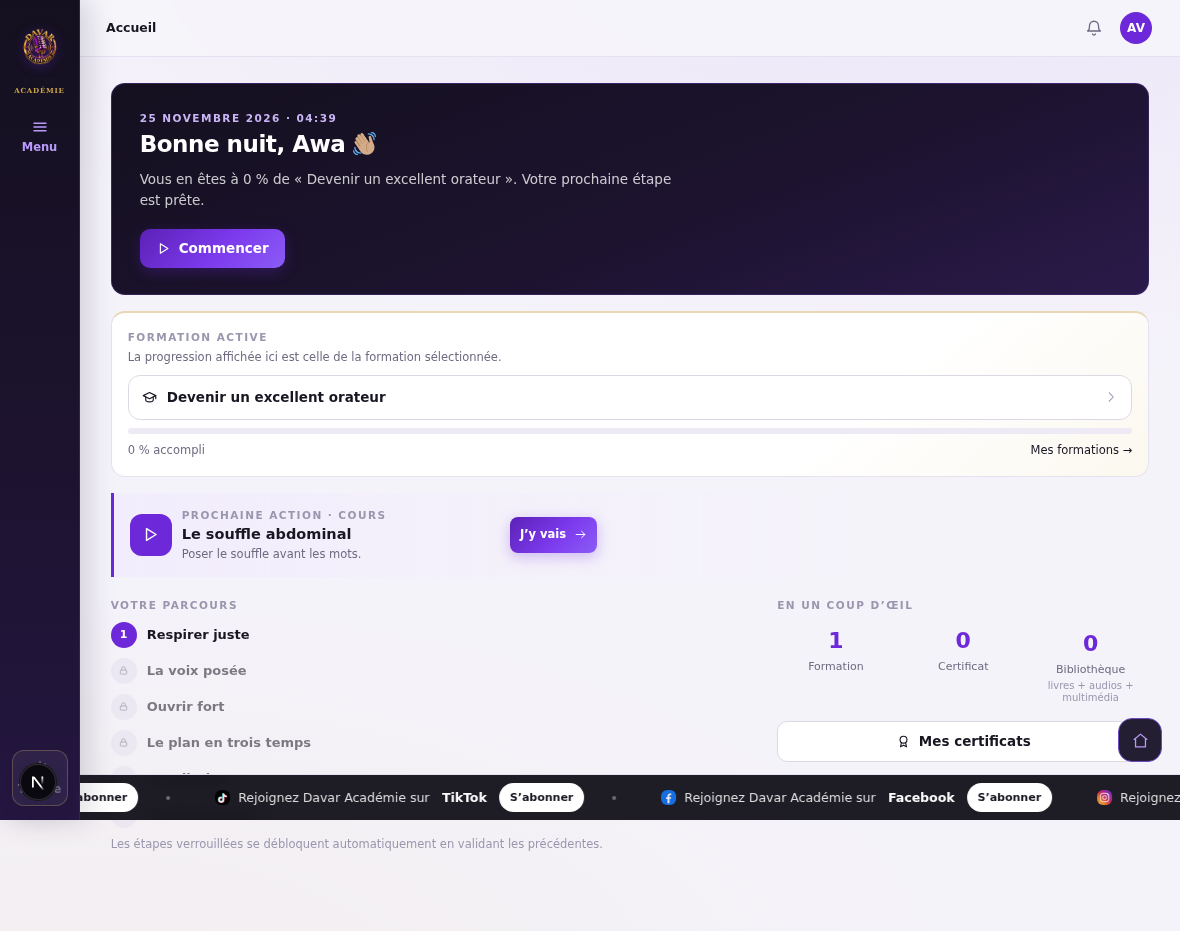 ACADÉMIE
Menu
Accueil
AV
25 NOVEMBRE 2026 · 04:39
Bonne nuit, Awa 👋🏼
Vous en êtes à 0 % de « Devenir un excellent orateur ». Votre prochaine étape
est prête.
Commencer
FORMATION ACTIVE
La progression affichée ici est celle de la formation sélectionnée.
Devenir un excellent orateur
0 % accompli
Mes formations →
PROCHAINE ACTION · COURS
Le souffle abdominal
Poser le souffle avant les mots.
J’y vais →
VOTRE PARCOURS
1 Respirer juste
La voix posée
Ouvrir fort
Le plan en trois temps
EN UN COUP D’ŒIL
1
Formation
0
Certificat
0
Bibliothèque
livres + audios +
multimédia
Mes certificats
N
abonner • Rejoignez Davar Académie sur TikTok S’abonner • Rejoignez Davar Académie sur Facebook S’abonner Rejoignez
Les étapes verrouillées se débloquent automatiquement en validant les précédentes.